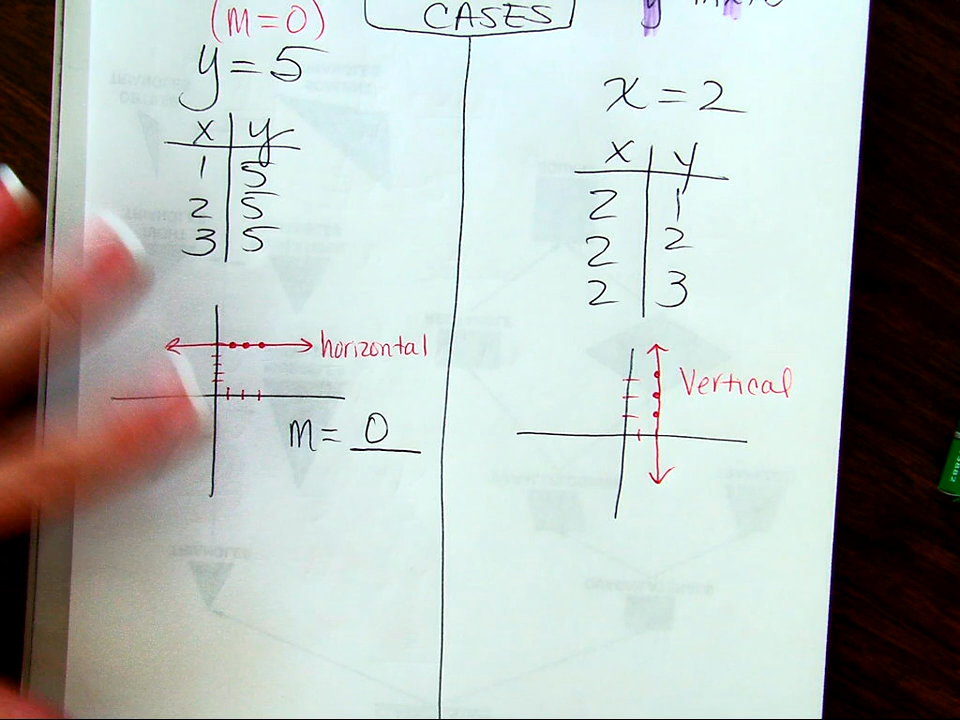 CASES
(m=0)
y = 5
x y
1 5
2 5
3 5
horizontal
m = 0
x = 2
x y
2 1
2 2
2 3
Vertical